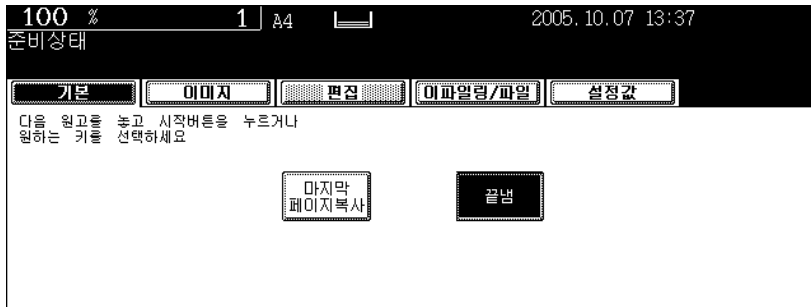 100 % 1 A4 2005.10.07 13:37
준비상태
기본 이미지 편집 이파일링/파일 설정값
다음 원고를 놓고 시작버튼을 누르거나
원하는 키를 선택하세요
마지막
페이지복사 끝냄